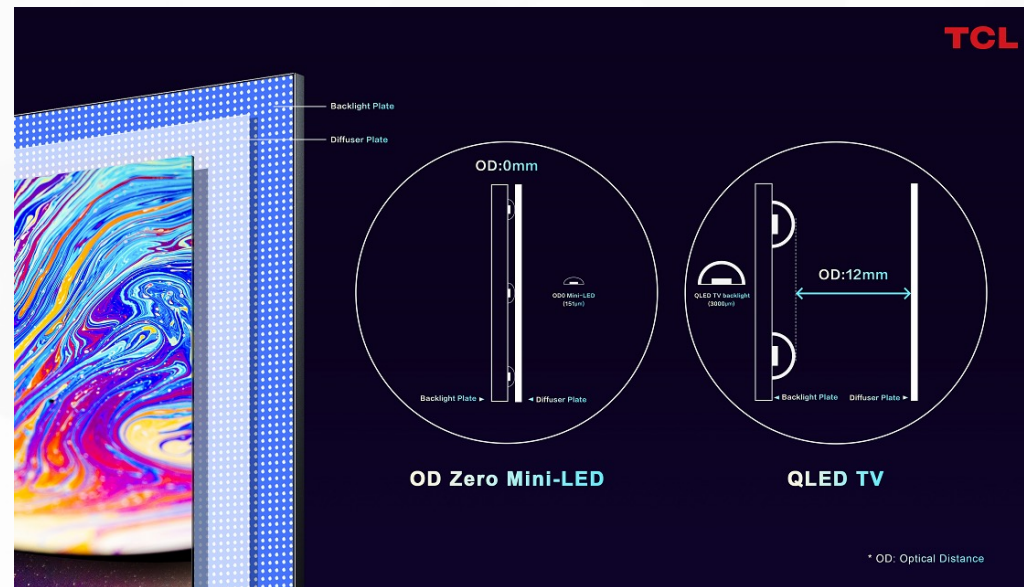 TCL
Backlight Plate
Diffuser Plate
OD:0mm
OD0 Mini-LED
(151μm)
Backlight Plate ►
◄ Diffuser Plate
OD Zero Mini-LED
QLED TV backlight
(3000μm)
OD:12mm
◄ Backlight Plate
Diffuser Plate ►
QLED TV
* OD: Optical Distance